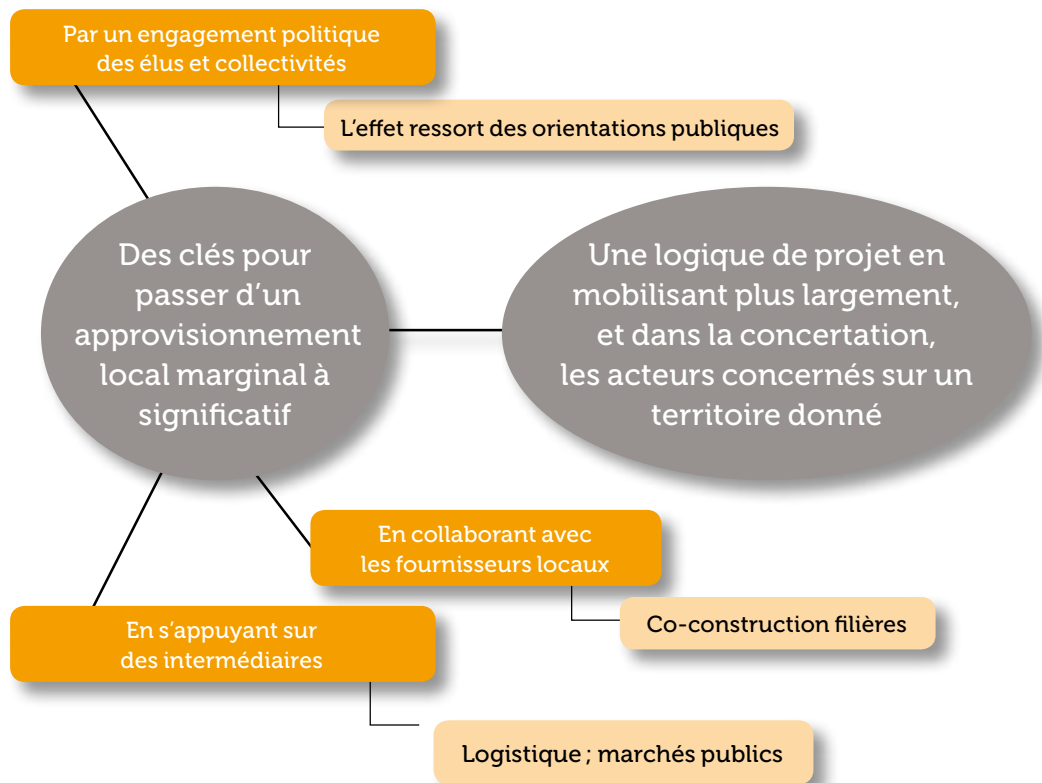 Par un engagement politique
des élus et collectivités
L'effet ressort des orientations publiques
Des clés pour
passer d'un
approvisionnement
local marginal à
significatif
Une logique de projet en
mobilisant plus largement,
et dans la concertation,
les acteurs concernés sur un
territoire donné
En collaborant avec
les fournisseurs locaux
Co-construction filières
En s'appuyant sur
des intermédiaires
Logistique ; marchés publics